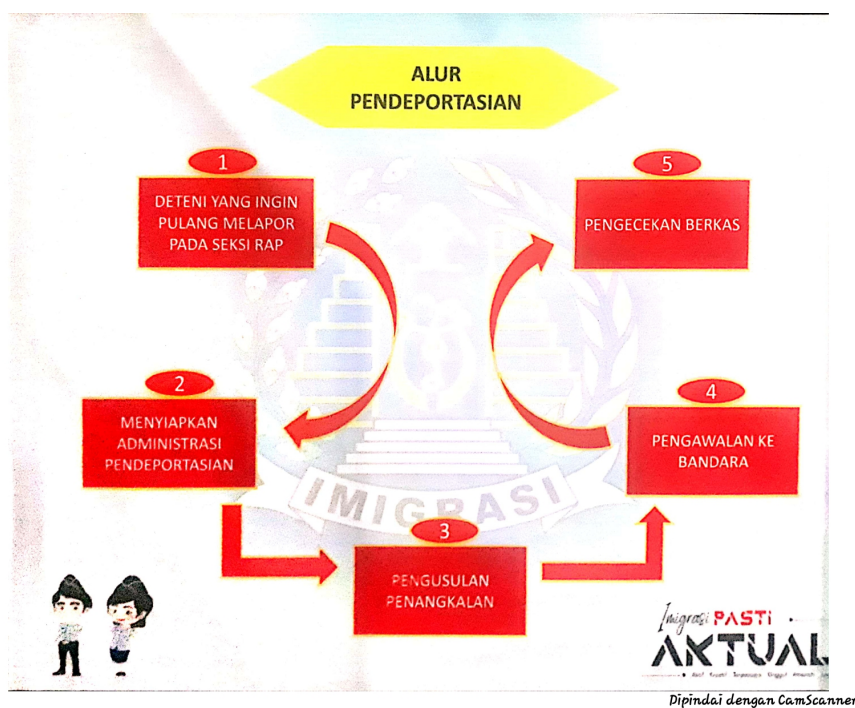 ALUR
PENDEPORTASIAN
1
DETENI YANG INGIN
PULANG MELAPOR
PADA SEKSI RAP
2
MENYIAPKAN
ADMINISTRASI
PENDEPORTASIAN
3
PENGUSULAN
PENANGKALAN
4
PENGAWALAN KE
BANDARA
5
PENGECEKAN BERKAS
IMIGRASI
Imigrasi PASTI
AKTUAL
Dipindai dengan CamScanner